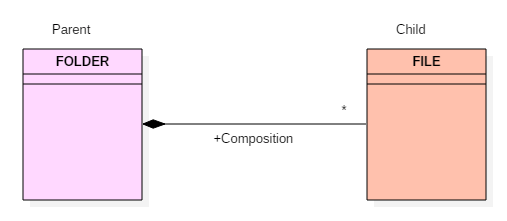 Parent
Child
FOLDER
FILE
*
+Composition